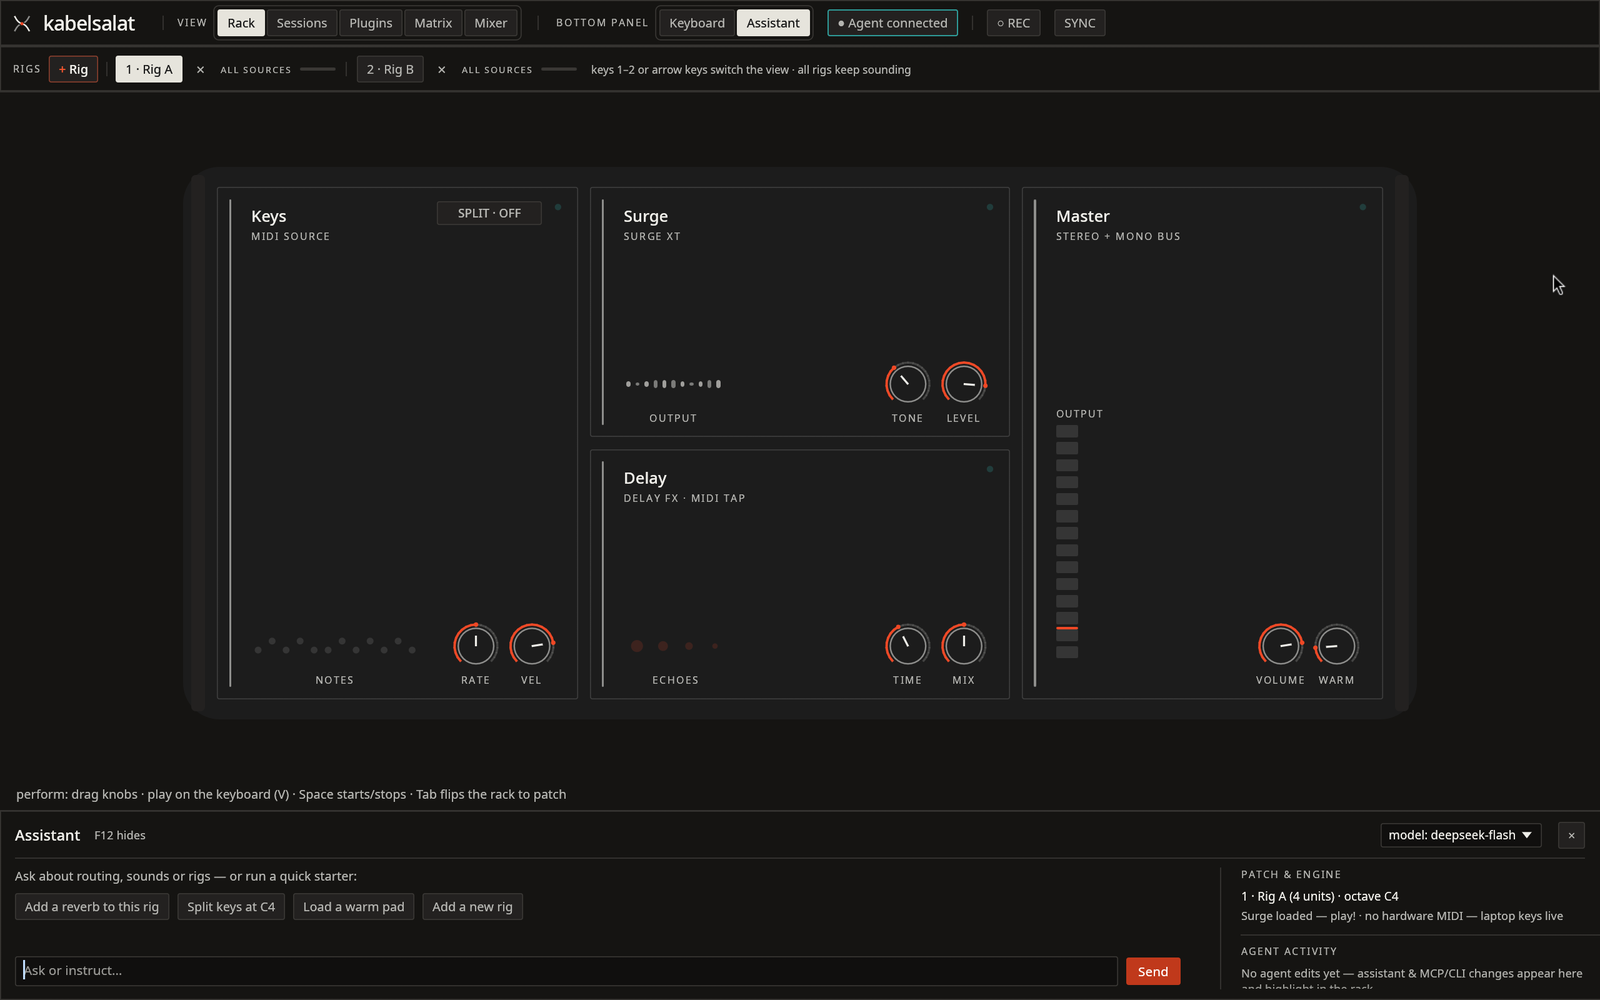 kabelsalat
VIEW Rack Sessions Plugins Matrix Mixer BOTTOM PANEL Keyboard Assistant Agent connected REC SYNC
RIGS + Rig 1 · Rig A × ALL SOURCES 2 · Rig B × ALL SOURCES keys 1–2 or arrow keys switch the view · all rigs keep sounding
Keys SPLIT · OFF
MIDI SOURCE
NOTES RATE VEL
Surge
SURGE XT
OUTPUT TONE LEVEL
Delay
DELAY FX · MIDI TAP
ECHOES TIME MIX
Master
STEREO + MONO BUS
OUTPUT
VOLUME WARM
perform: drag knobs · play on the keyboard (V) · Space starts/stops · Tab flips the rack to patch
Assistant F12 hides model: deepseek-flash ×
Ask about routing, sounds or rigs — or run a quick starter:
Add a reverb to this rig Split keys at C4 Load a warm pad Add a new rig
Ask or instruct... Send
PATCH & ENGINE
1 · Rig A (4 units) · octave C4
Surge loaded — play! · no hardware MIDI — laptop keys live
AGENT ACTIVITY
No agent edits yet — assistant & MCP/CLI changes appear here
and highlight in the rack